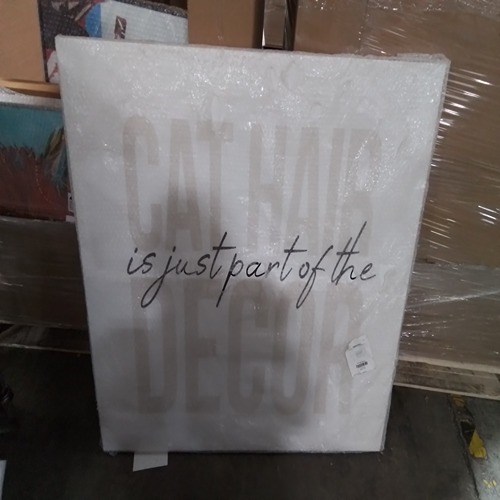 CAT HAIR
is just part of the
DECOR